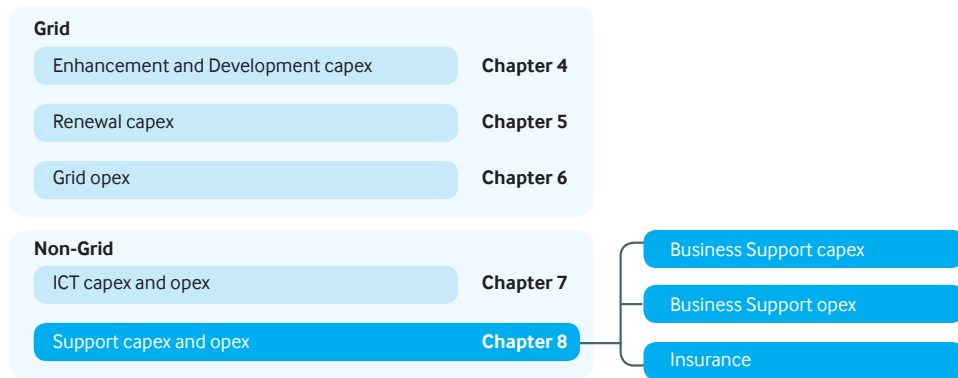 Grid
Enhancement and Development capex Chapter 4
Renewal capex Chapter 5
Grid opex Chapter 6
Non-Grid
ICT capex and opex Chapter 7
Support capex and opex Chapter 8
Business Support capex
Business Support opex
Insurance